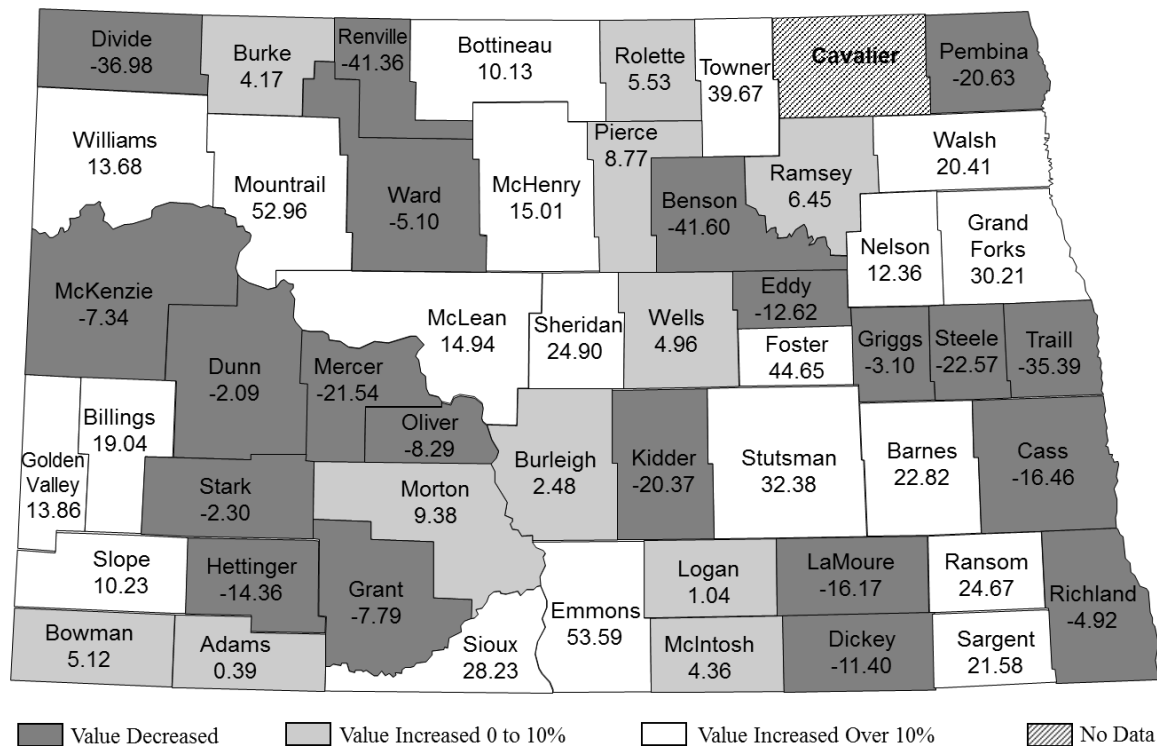 Divide
-36.98
Burke
4.17
Renville
-41.36
Bottineau
10.13
Rolette
5.53
Towner
39.67
Cavalier
Pembina
-20.63
Williams
13.68
Mountrail
52.96
Ward
-5.10
McHenry
15.01
Pierce
8.77
Benson
-41.60
Ramsey
6.45
Walsh
20.41
Nelson
12.36
Grand
Forks
30.21
McKenzie
-7.34
Dunn
-2.09
Mercer
-21.54
McLean
14.94
Sheridan
24.90
Wells
4.96
Eddy
-12.62
Foster
44.65
Griggs
-3.10
Steele
-22.57
Traill
-35.39
Golden
Valley
13.86
Billings
19.04
Oliver
-8.29
Stark
-2.30
Morton
9.38
Burleigh
2.48
Kidder
-20.37
Stutsman
32.38
Barnes
22.82
Cass
-16.46
Slope
10.23
Hettinger
-14.36
Grant
-7.79
Bowman
5.12
Adams
0.39
Sioux
28.23
Emmons
53.59
Logan
1.04
McIntosh
4.36
LaMoure
-16.17
Dickey
-11.40
Ransom
24.67
Sargent
21.58
Richland
-4.92
Value Decreased
Value Increased 0 to 10%
Value Increased Over 10%
No Data